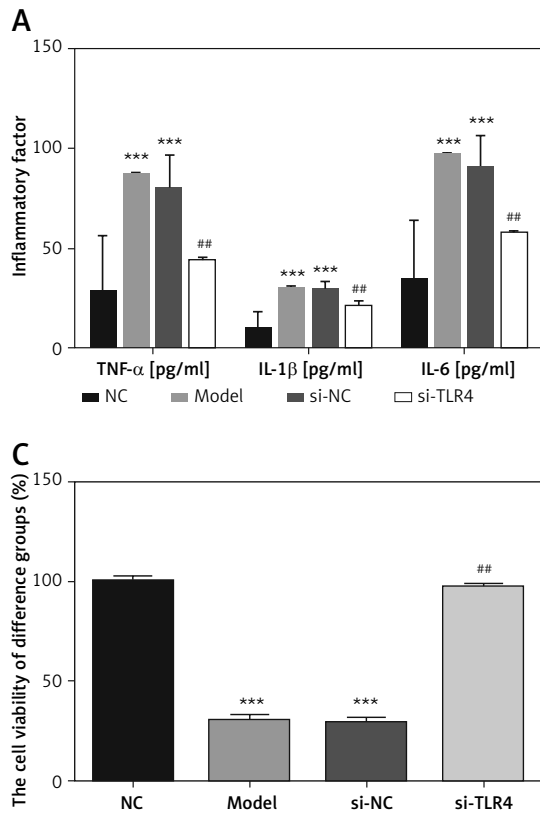 A
Inflammatory factor
150
100
50
0
*** *** ##
*** *** ##
*** *** ##
TNF-α [pg/ml] IL-1β [pg/ml] IL-6 [pg/ml]
NC Model si-NC si-TLR4
C
The cell viability of difference groups (%)
150
100
50
0
*** *** ##
NC Model si-NC si-TLR4